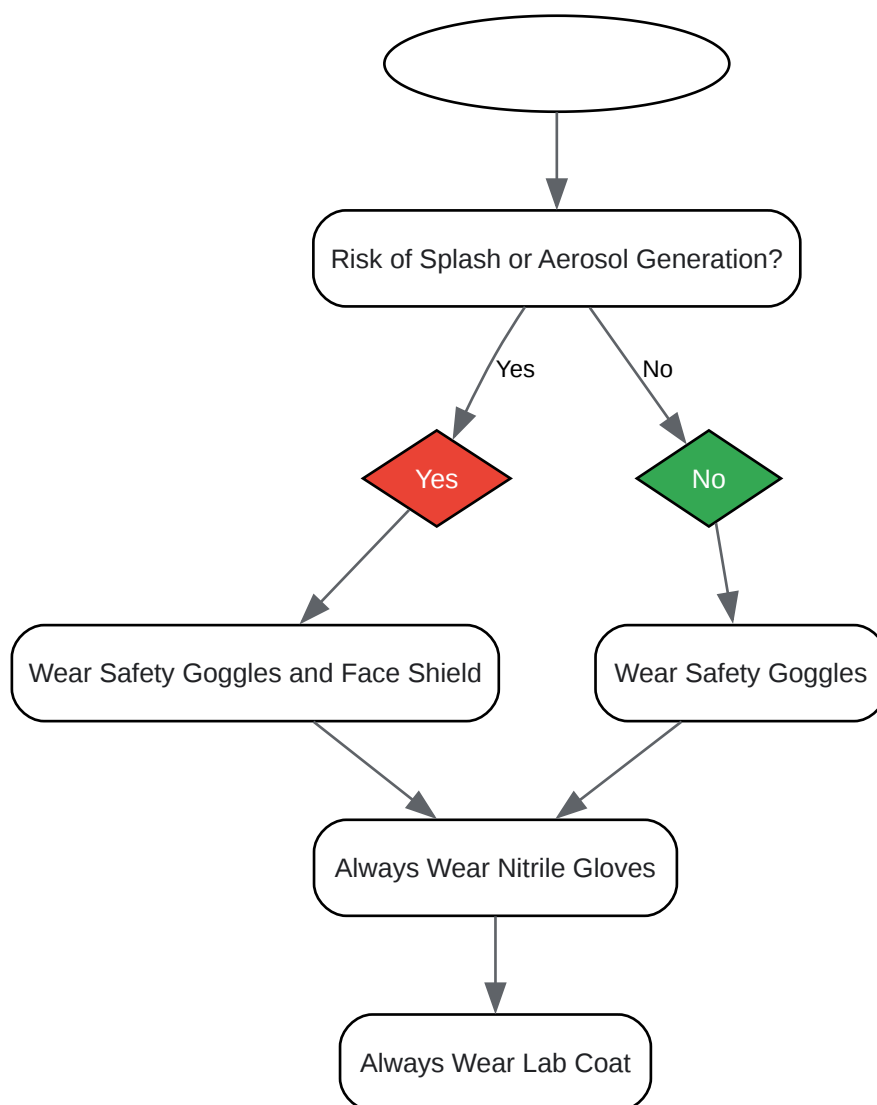 Risk of Splash or Aerosol Generation?
Yes
No
Yes
No
Wear Safety Goggles and Face Shield
Wear Safety Goggles
Always Wear Nitrile Gloves
Always Wear Lab Coat